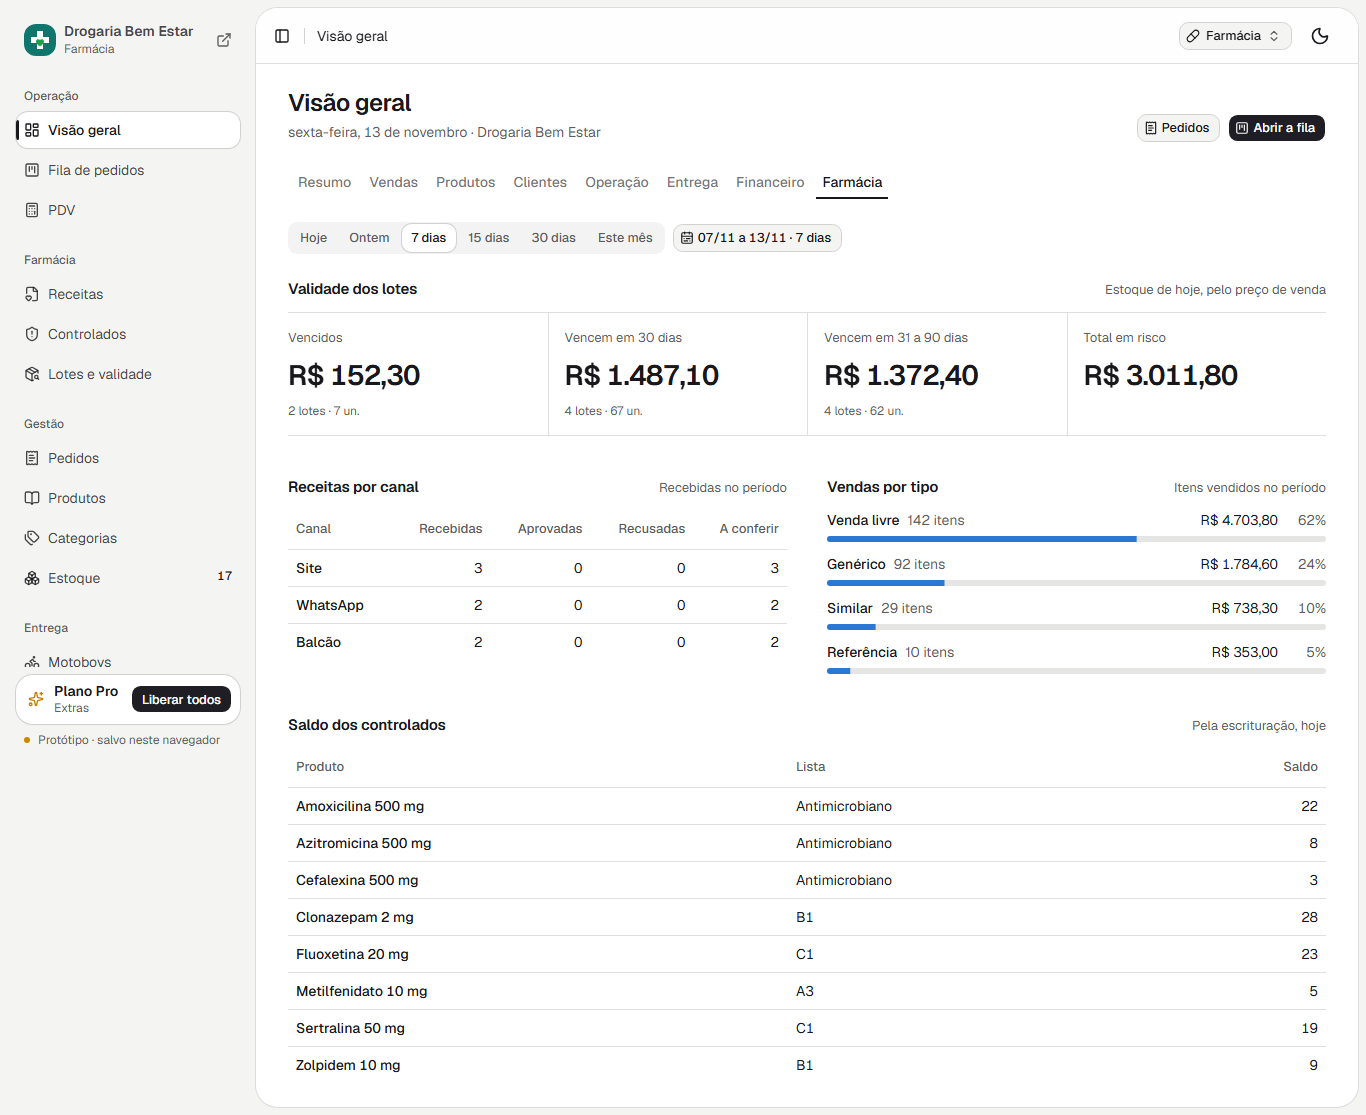 Drogaria Bem Estar
Farmácia
Operação
Visão geral
Fila de pedidos
PDV
Farmácia
Receitas
Controlados
Lotes e validade
Gestão
Pedidos
Produtos
Categorias
Estoque 17
Entrega
Motoboys
Plano Pro
Extras
Liberar todos
Protótipo · salvo neste navegador
Visão geral
Farmácia
Visão geral
sexta-feira, 13 de novembro · Drogaria Bem Estar
Pedidos
Abrir a fila
Resumo Vendas Produtos Clientes Operação Entrega Financeiro Farmácia
Hoje Ontem 7 dias 15 dias 30 dias Este mês 07/11 a 13/11 · 7 dias
Validade dos lotes
Estoque de hoje, pelo preço de venda
Vencidos
R$ 152,30
2 lotes · 7 un.
Vencem em 30 dias
R$ 1.487,10
4 lotes · 67 un.
Vencem em 31 a 90 dias
R$ 1.372,40
4 lotes · 62 un.
Total em risco
R$ 3.011,80
Receitas por canal
Recebidas no período
Canal Recebidas Aprovadas Recusadas A conferir
Site 3 0 0 3
WhatsApp 2 0 0 2
Balcão 2 0 0 2
Vendas por tipo
Itens vendidos no período
Venda livre 142 itens R$ 4.703,80 62%
Genérico 92 itens R$ 1.784,60 24%
Similar 29 itens R$ 738,30 10%
Referência 10 itens R$ 353,00 5%
Saldo dos controlados
Pela escrituração, hoje
Produto Lista Saldo
Amoxicilina 500 mg Antimicrobiano 22
Azitromicina 500 mg Antimicrobiano 8
Cefalexina 500 mg Antimicrobiano 3
Clonazepam 2 mg B1 28
Fluoxetina 20 mg C1 23
Metilfenidato 10 mg A3 5
Sertralina 50 mg C1 19
Zolpidem 10 mg B1 9